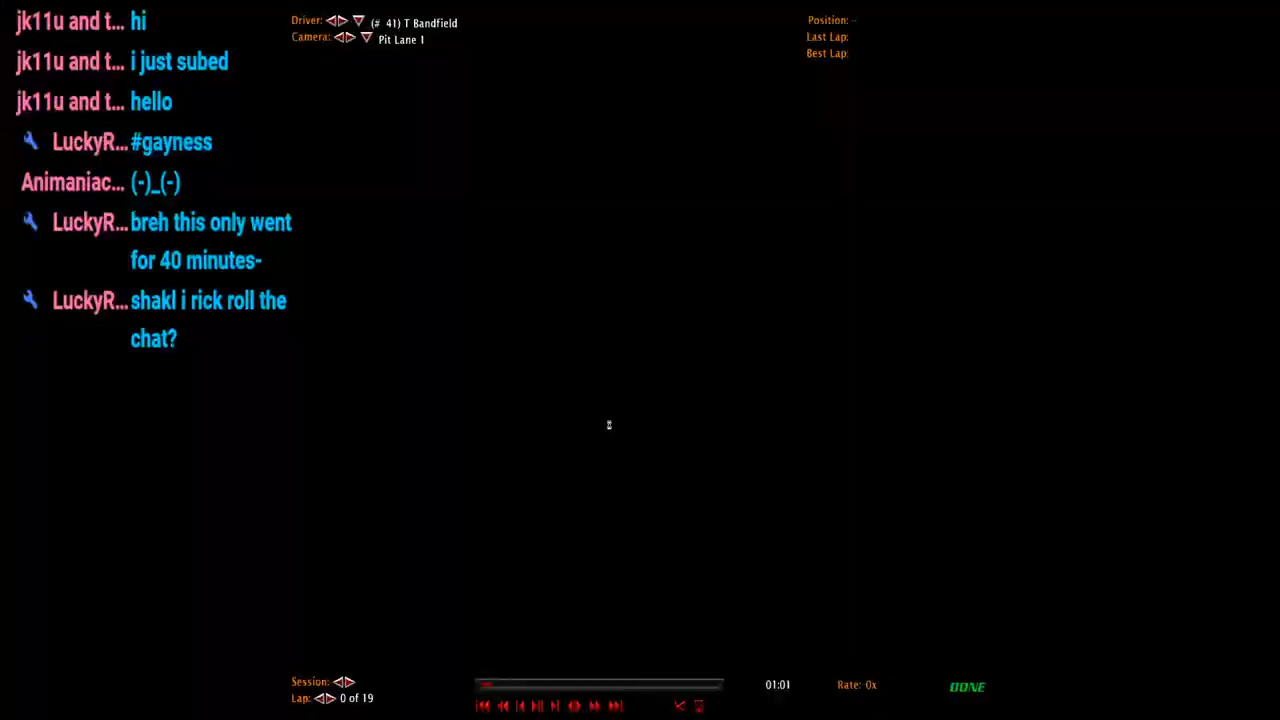 jk11u and t... hi
Driver: (# 41) T Bandfield
Position: --
Camera: Pit Lane 1
Last Lap:
Best Lap:
jk11u and t... i just subed
jk11u and t... hello
LuckyR... #gayness
Animaniac... (-)_(-)
LuckyR... breh this only went
for 40 minutes-
LuckyR... shakl i rick roll the
chat?
Session:
Lap: 0 of 19
01:01
Rate: 0x
DONE